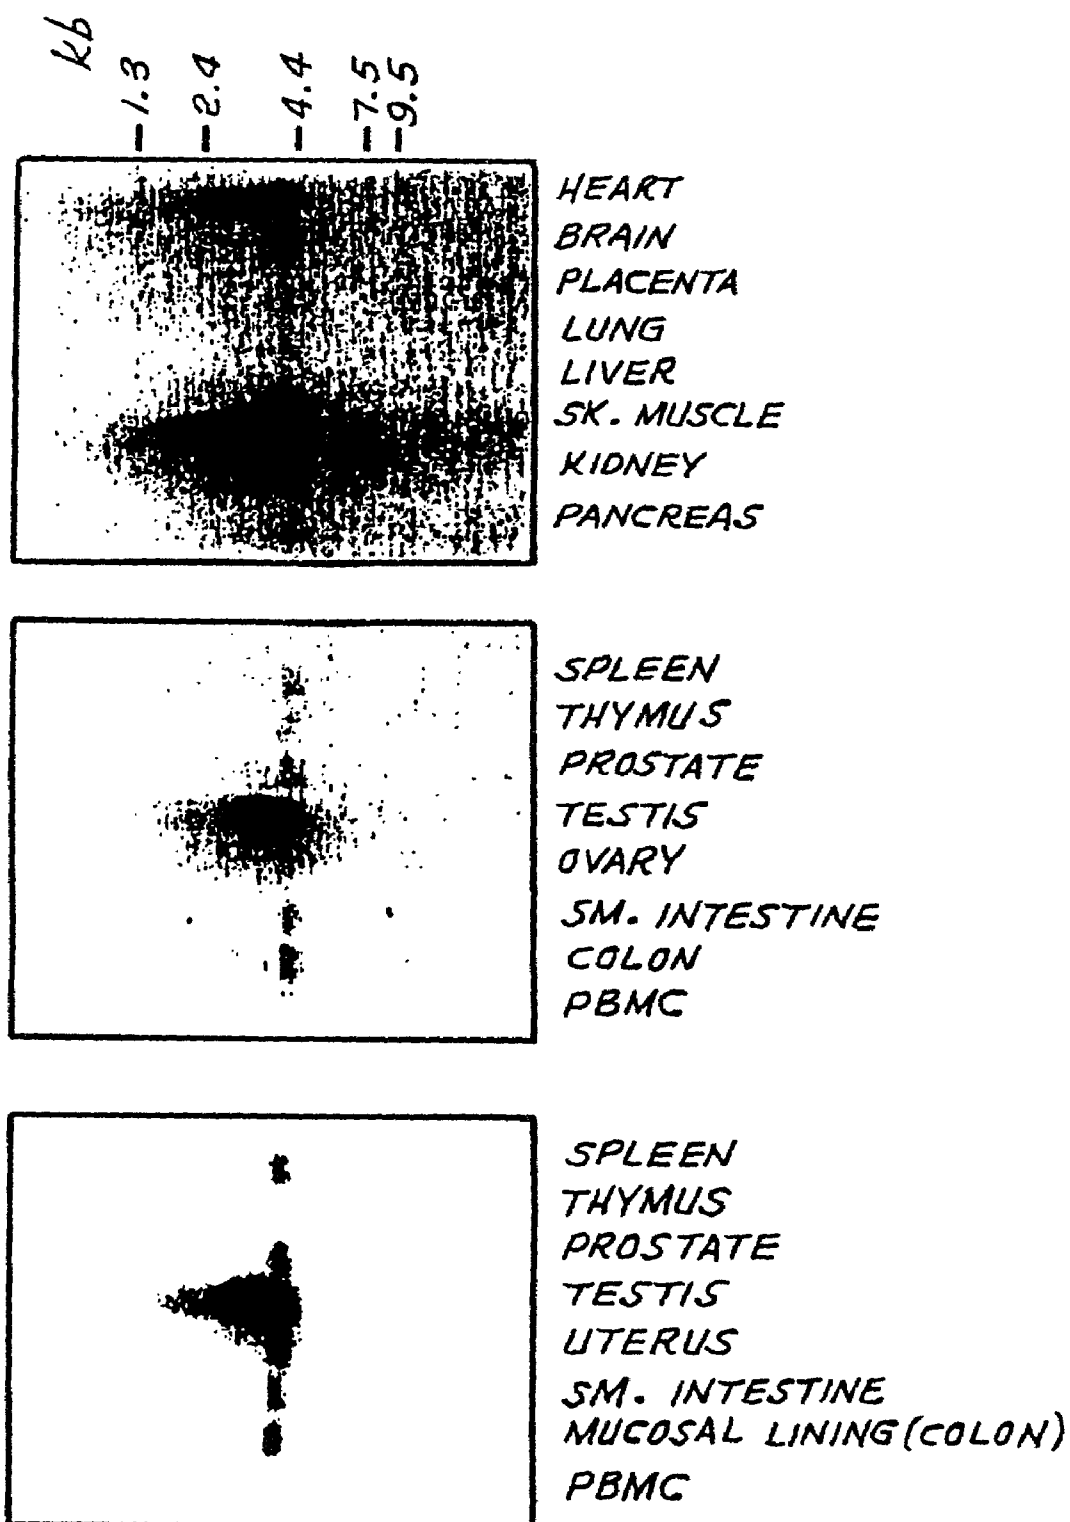 kb
-1.3
-2.4
-4.4
-7.5
-9.5
HEART
BRAIN
PLACENTA
LUNG
LIVER
SK. MUSCLE
KIDNEY
PANCREAS
SPLEEN
THYMUS
PROSTATE
TESTIS
OVARY
SM. INTESTINE
COLON
PBMC
SPLEEN
THYMUS
PROSTATE
TESTIS
UTERUS
SM. INTESTINE
MUCOSAL LINING (COLON)
PBMC